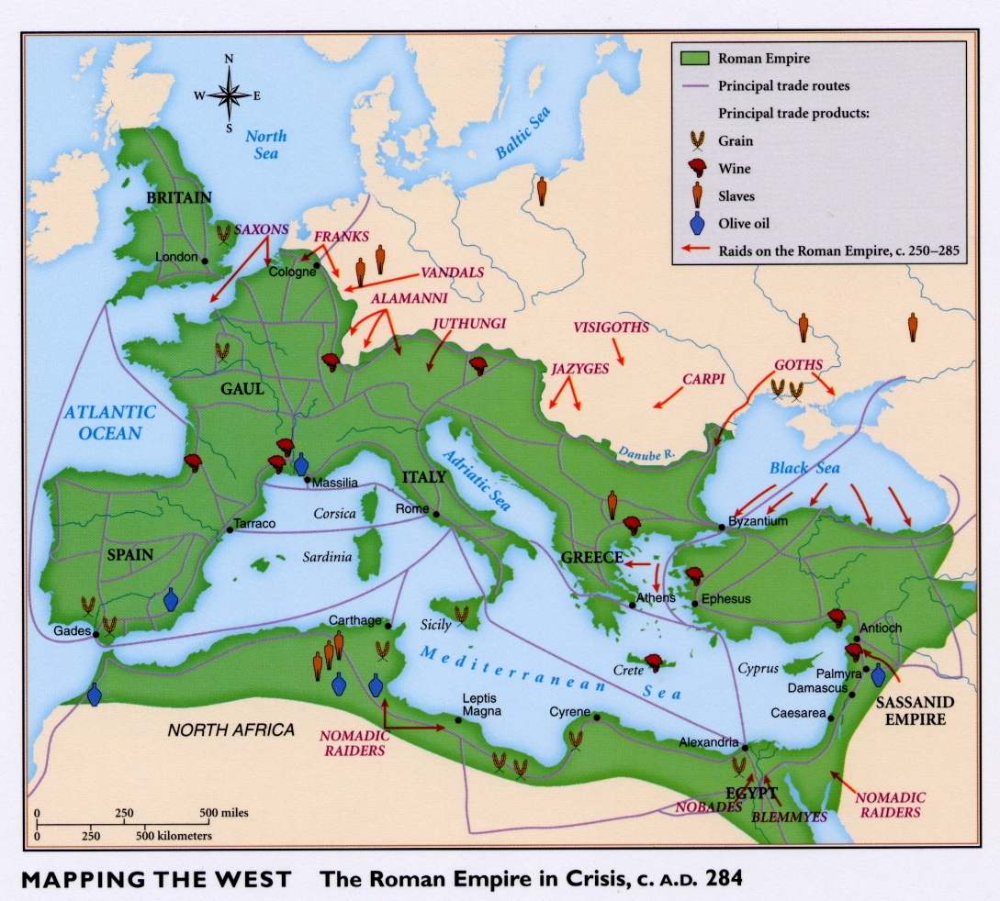 N
W E
S
North
Sea
Baltic Sea
Roman Empire
Principal trade routes
Principal trade products:
Grain
Wine
Slaves
Olive oil
Raids on the Roman Empire, c. 250–285
BRITAIN
London
SAXONS
FRANKS
Cologne
VANDALS
ALAMANNI
JUTHUNGI
VISIGOTHS
JAZYGES
CARPI
GOTHS
GAUL
ATLANTIC
OCEAN
Danube R.
Black Sea
Massilia
ITALY
Adriatic Sea
Corsica
Rome
Byzantium
Tarraco
Sardinia
SPAIN
GREECE
Athens
Ephesus
Gades
Carthage
Sicily
Antioch
Mediterranean Sea
Crete
Cyprus
Palmyra
Damascus
SASSANID
EMPIRE
Caesarea
Leptis
Magna
Cyrene
NORTH AFRICA
NOMADIC
RAIDERS
Alexandria
EGYPT
NOBADES
BLEMMYES
NOMADIC
RAIDERS
0 250 500 miles
0 250 500 kilometers
MAPPING THE WEST The Roman Empire in Crisis, C. A.D. 284